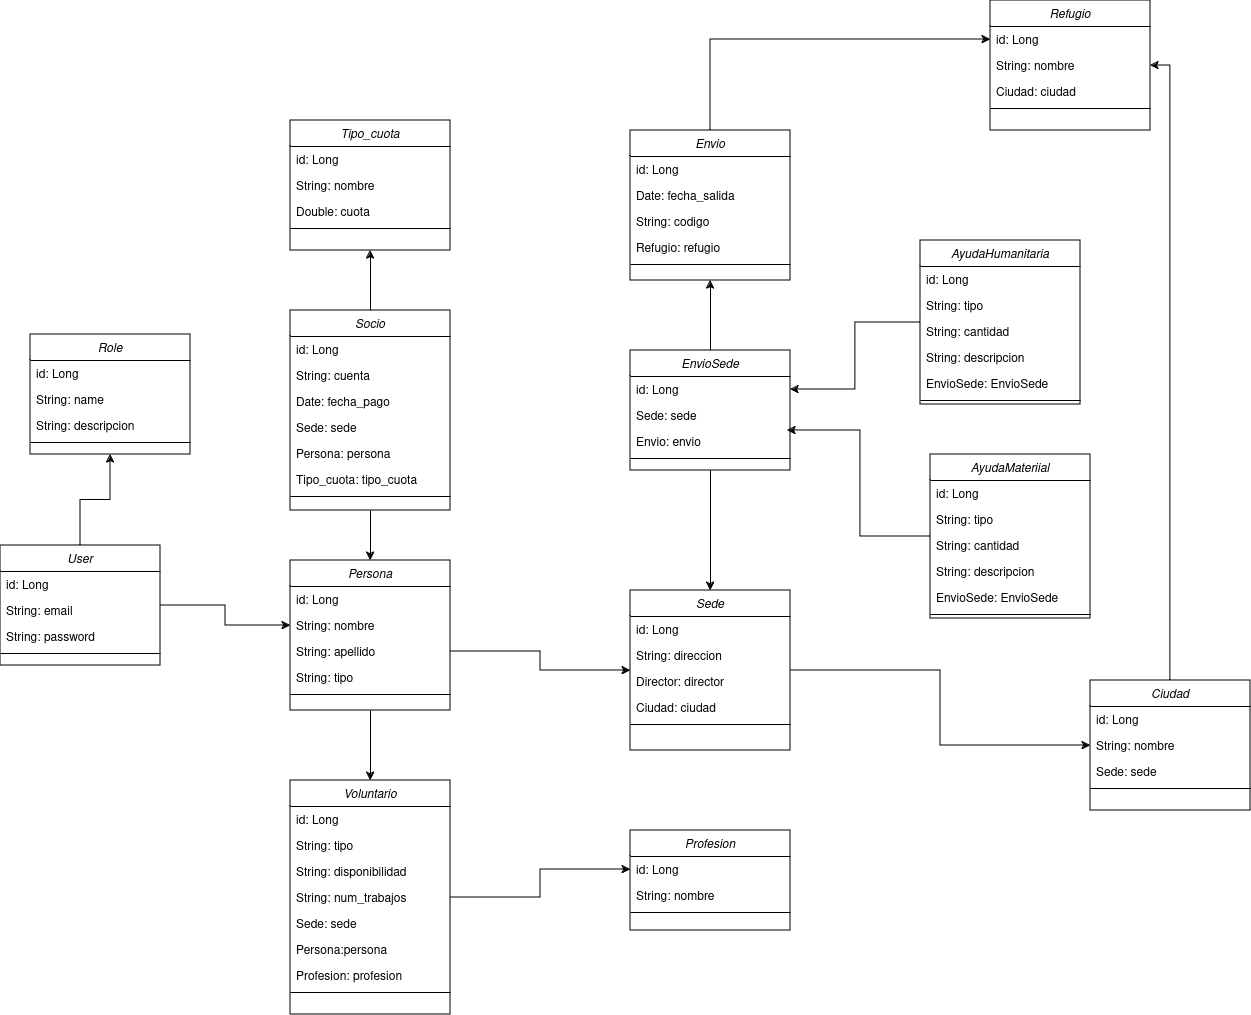 Refugio
id: Long
String: nombre
Ciudad: ciudad
Tipo_cuota
id: Long
String: nombre
Double: cuota
Envio
id: Long
Date: fecha_salida
String: codigo
Refugio: refugio
AyudaHumanitaria
id: Long
String: tipo
String: cantidad
String: descripcion
EnvioSede: EnvioSede
Socio
id: Long
String: cuenta
Date: fecha_pago
Sede: sede
Persona: persona
Tipo_cuota: tipo_cuota
Role
id: Long
String: name
String: descripcion
EnvioSede
id: Long
Sede: sede
Envio: envio
AyudaMateriial
id: Long
String: tipo
String: cantidad
String: descripcion
EnvioSede: EnvioSede
User
id: Long
String: email
String: password
Persona
id: Long
String: nombre
String: apellido
String: tipo
Sede
id: Long
String: direccion
Director: director
Ciudad: ciudad
Ciudad
id: Long
String: nombre
Sede: sede
Voluntario
id: Long
String: tipo
String: disponibilidad
String: num_trabajos
Sede: sede
Persona:persona
Profesion: profesion
Profesion
id: Long
String: nombre